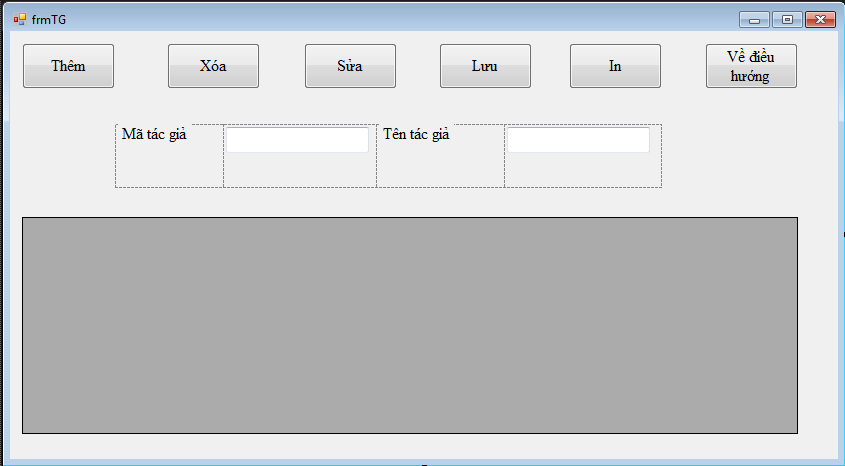 frmTG
Thêm
Xóa
Sửa
Lưu
In
Về điều
hướng
Mã tác giả
Tên tác giả